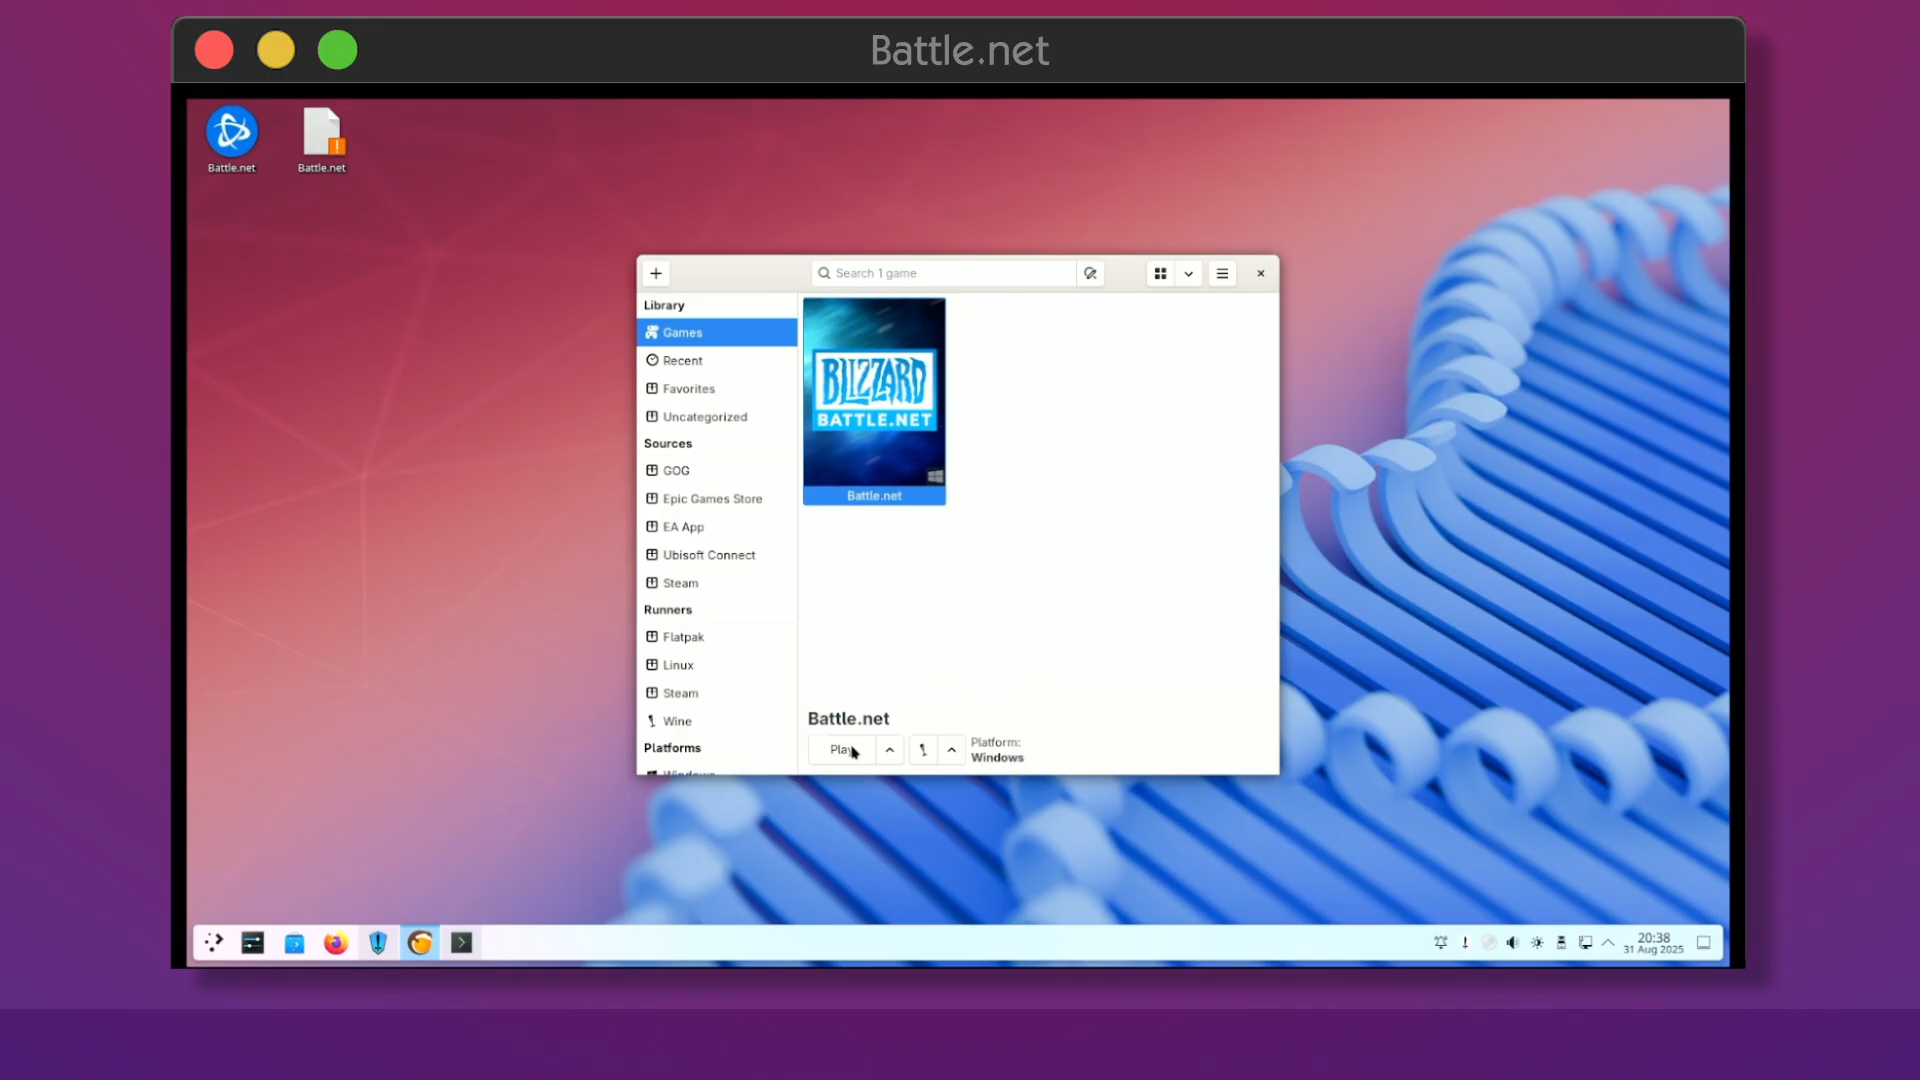 Battle.net
Battle.net
Battle.net
Search 1 game
Library
Games
Recent
Favorites
Uncategorized
Sources
GOG
Epic Games Store
EA App
Ubisoft Connect
Steam
Runners
Flatpak
Linux
Steam
Wine
Platforms
Windows
BLIZZARD
BATTLE.NET
Battle.net
Battle.net
Play
Platform:
Windows
20:38
31 Aug 2025